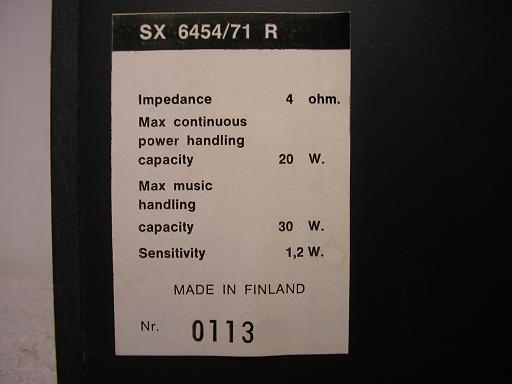 SX 6454/71 R
Impedance 4 ohm.
Max continuous
power handling
capacity 20 W.
Max music
handling
capacity 30 W.
Sensitivity 1,2 W.
MADE IN FINLAND
Nr. 0113